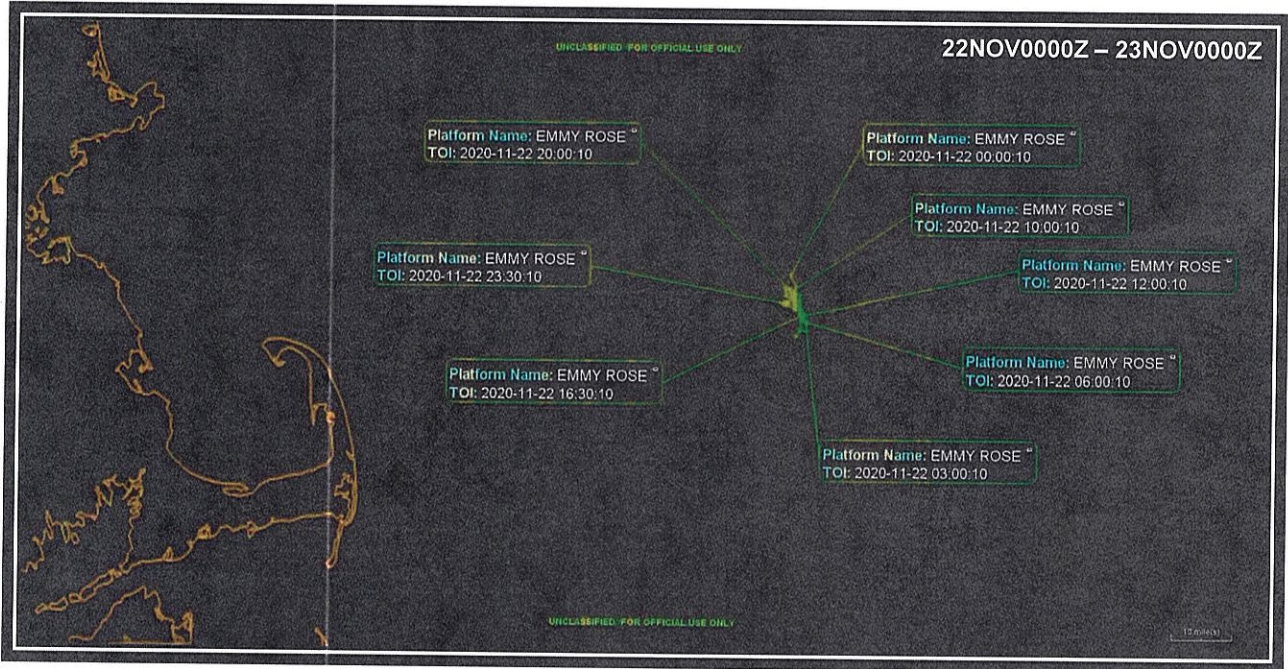 UNCLASSIFIED FOR OFFICIAL USE ONLY
22NOV0000Z – 23NOV0000Z
Platform Name: EMMY ROSE
TOI: 2020-11-22 20:00:10
Platform Name: EMMY ROSE
TOI: 2020-11-22 00:00:10
Platform Name: EMMY ROSE
TOI: 2020-11-22 10:00:10
Platform Name: EMMY ROSE
TOI: 2020-11-22 23:30:10
Platform Name: EMMY ROSE
TOI: 2020-11-22 12:00:10
Platform Name: EMMY ROSE
TOI: 2020-11-22 16:30:10
Platform Name: EMMY ROSE
TOI: 2020-11-22 06:00:10
Platform Name: EMMY ROSE
TOI: 2020-11-22 03:00:10
UNCLASSIFIED FOR OFFICIAL USE ONLY
10 mile(s)